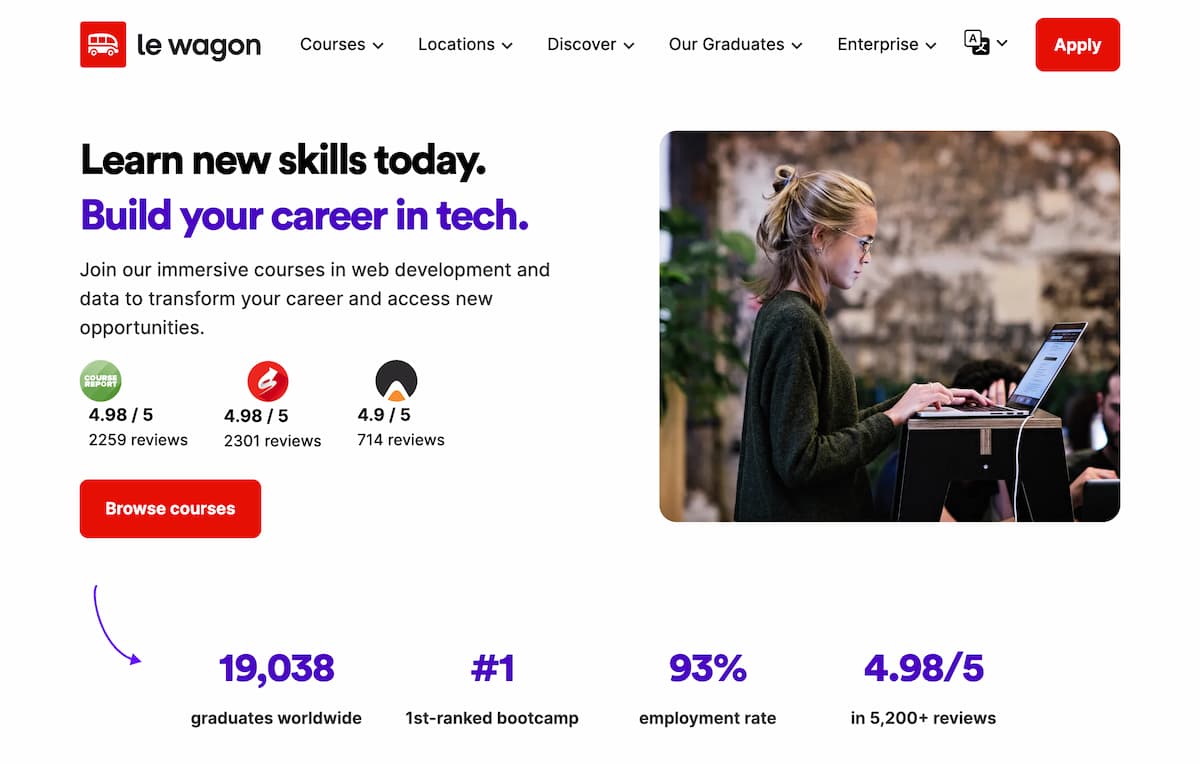 le wagon
Courses
Locations
Discover
Our Graduates
Enterprise
A
Apply
Learn new skills today.
Build your career in tech.
Join our immersive courses in web development and
data to transform your career and access new
opportunities.
COURSE
REPORT
4.98 / 5
2259 reviews
4.98 / 5
2301 reviews
4.9 / 5
714 reviews
Browse courses
19,038
graduates worldwide
#1
1st-ranked bootcamp
93%
employment rate
4.98/5
in 5,200+ reviews